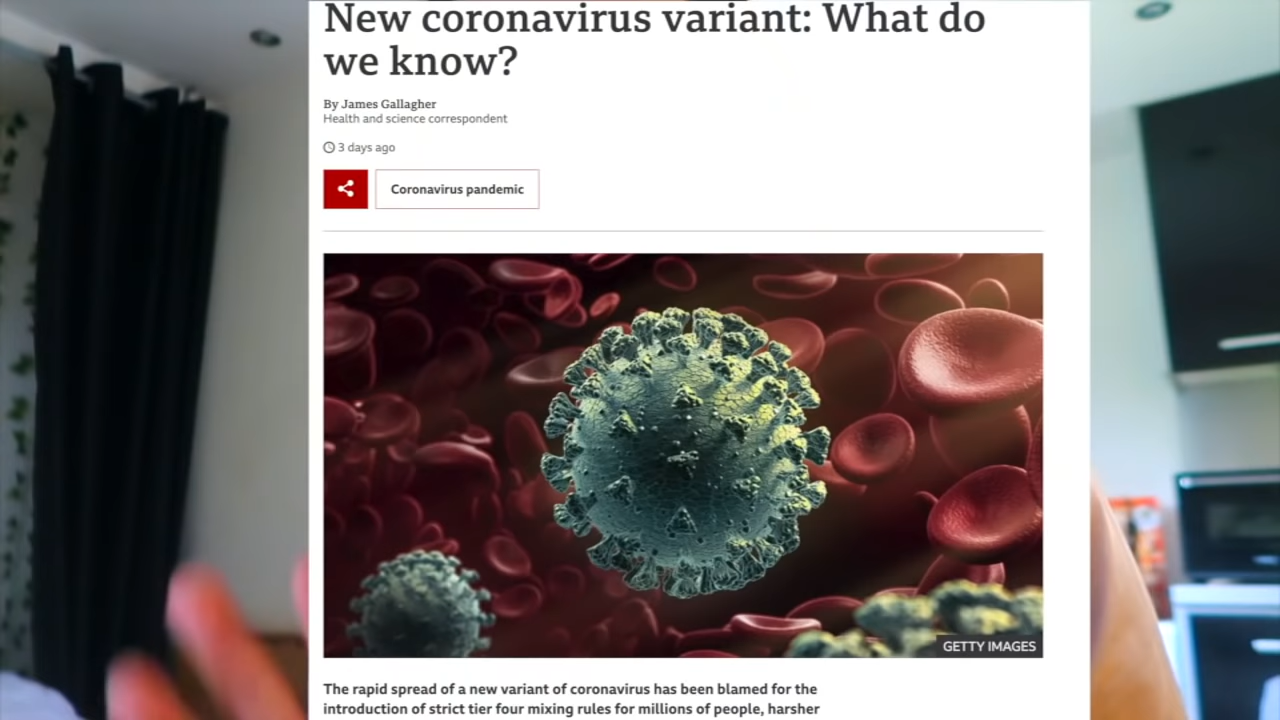 New coronavirus variant: What do
we know?
By James Gallagher
Health and science correspondent
3 days ago
Coronavirus pandemic
GETTY IMAGES
The rapid spread of a new variant of coronavirus has been blamed for the
introduction of strict tier four mixing rules for millions of people, harsher